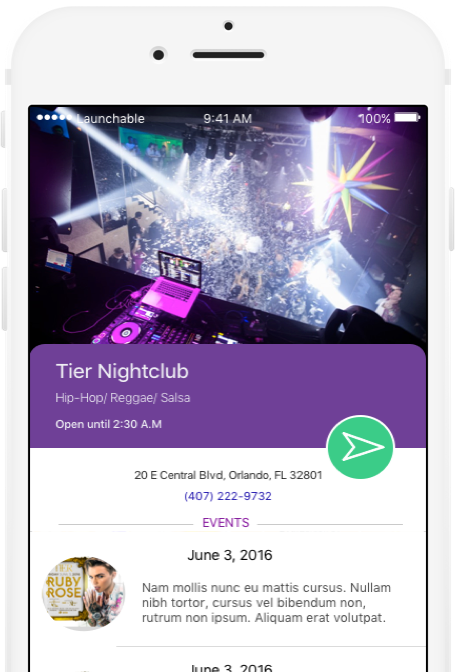 Launchable 9:41 AM 100%
Tier Nightclub
Hip-Hop/ Reggae/ Salsa
Open until 2:30 A.M
20 E Central Blvd, Orlando, FL 32801
(407) 222-9732
EVENTS
June 3, 2016
RUBY
ROSE
Nam mollis nunc eu mattis cursus. Nullam
nibh tortor, cursus vel bibendum non,
rutrum non ipsum. Aliquam erat volutpat.
June 3, 2016